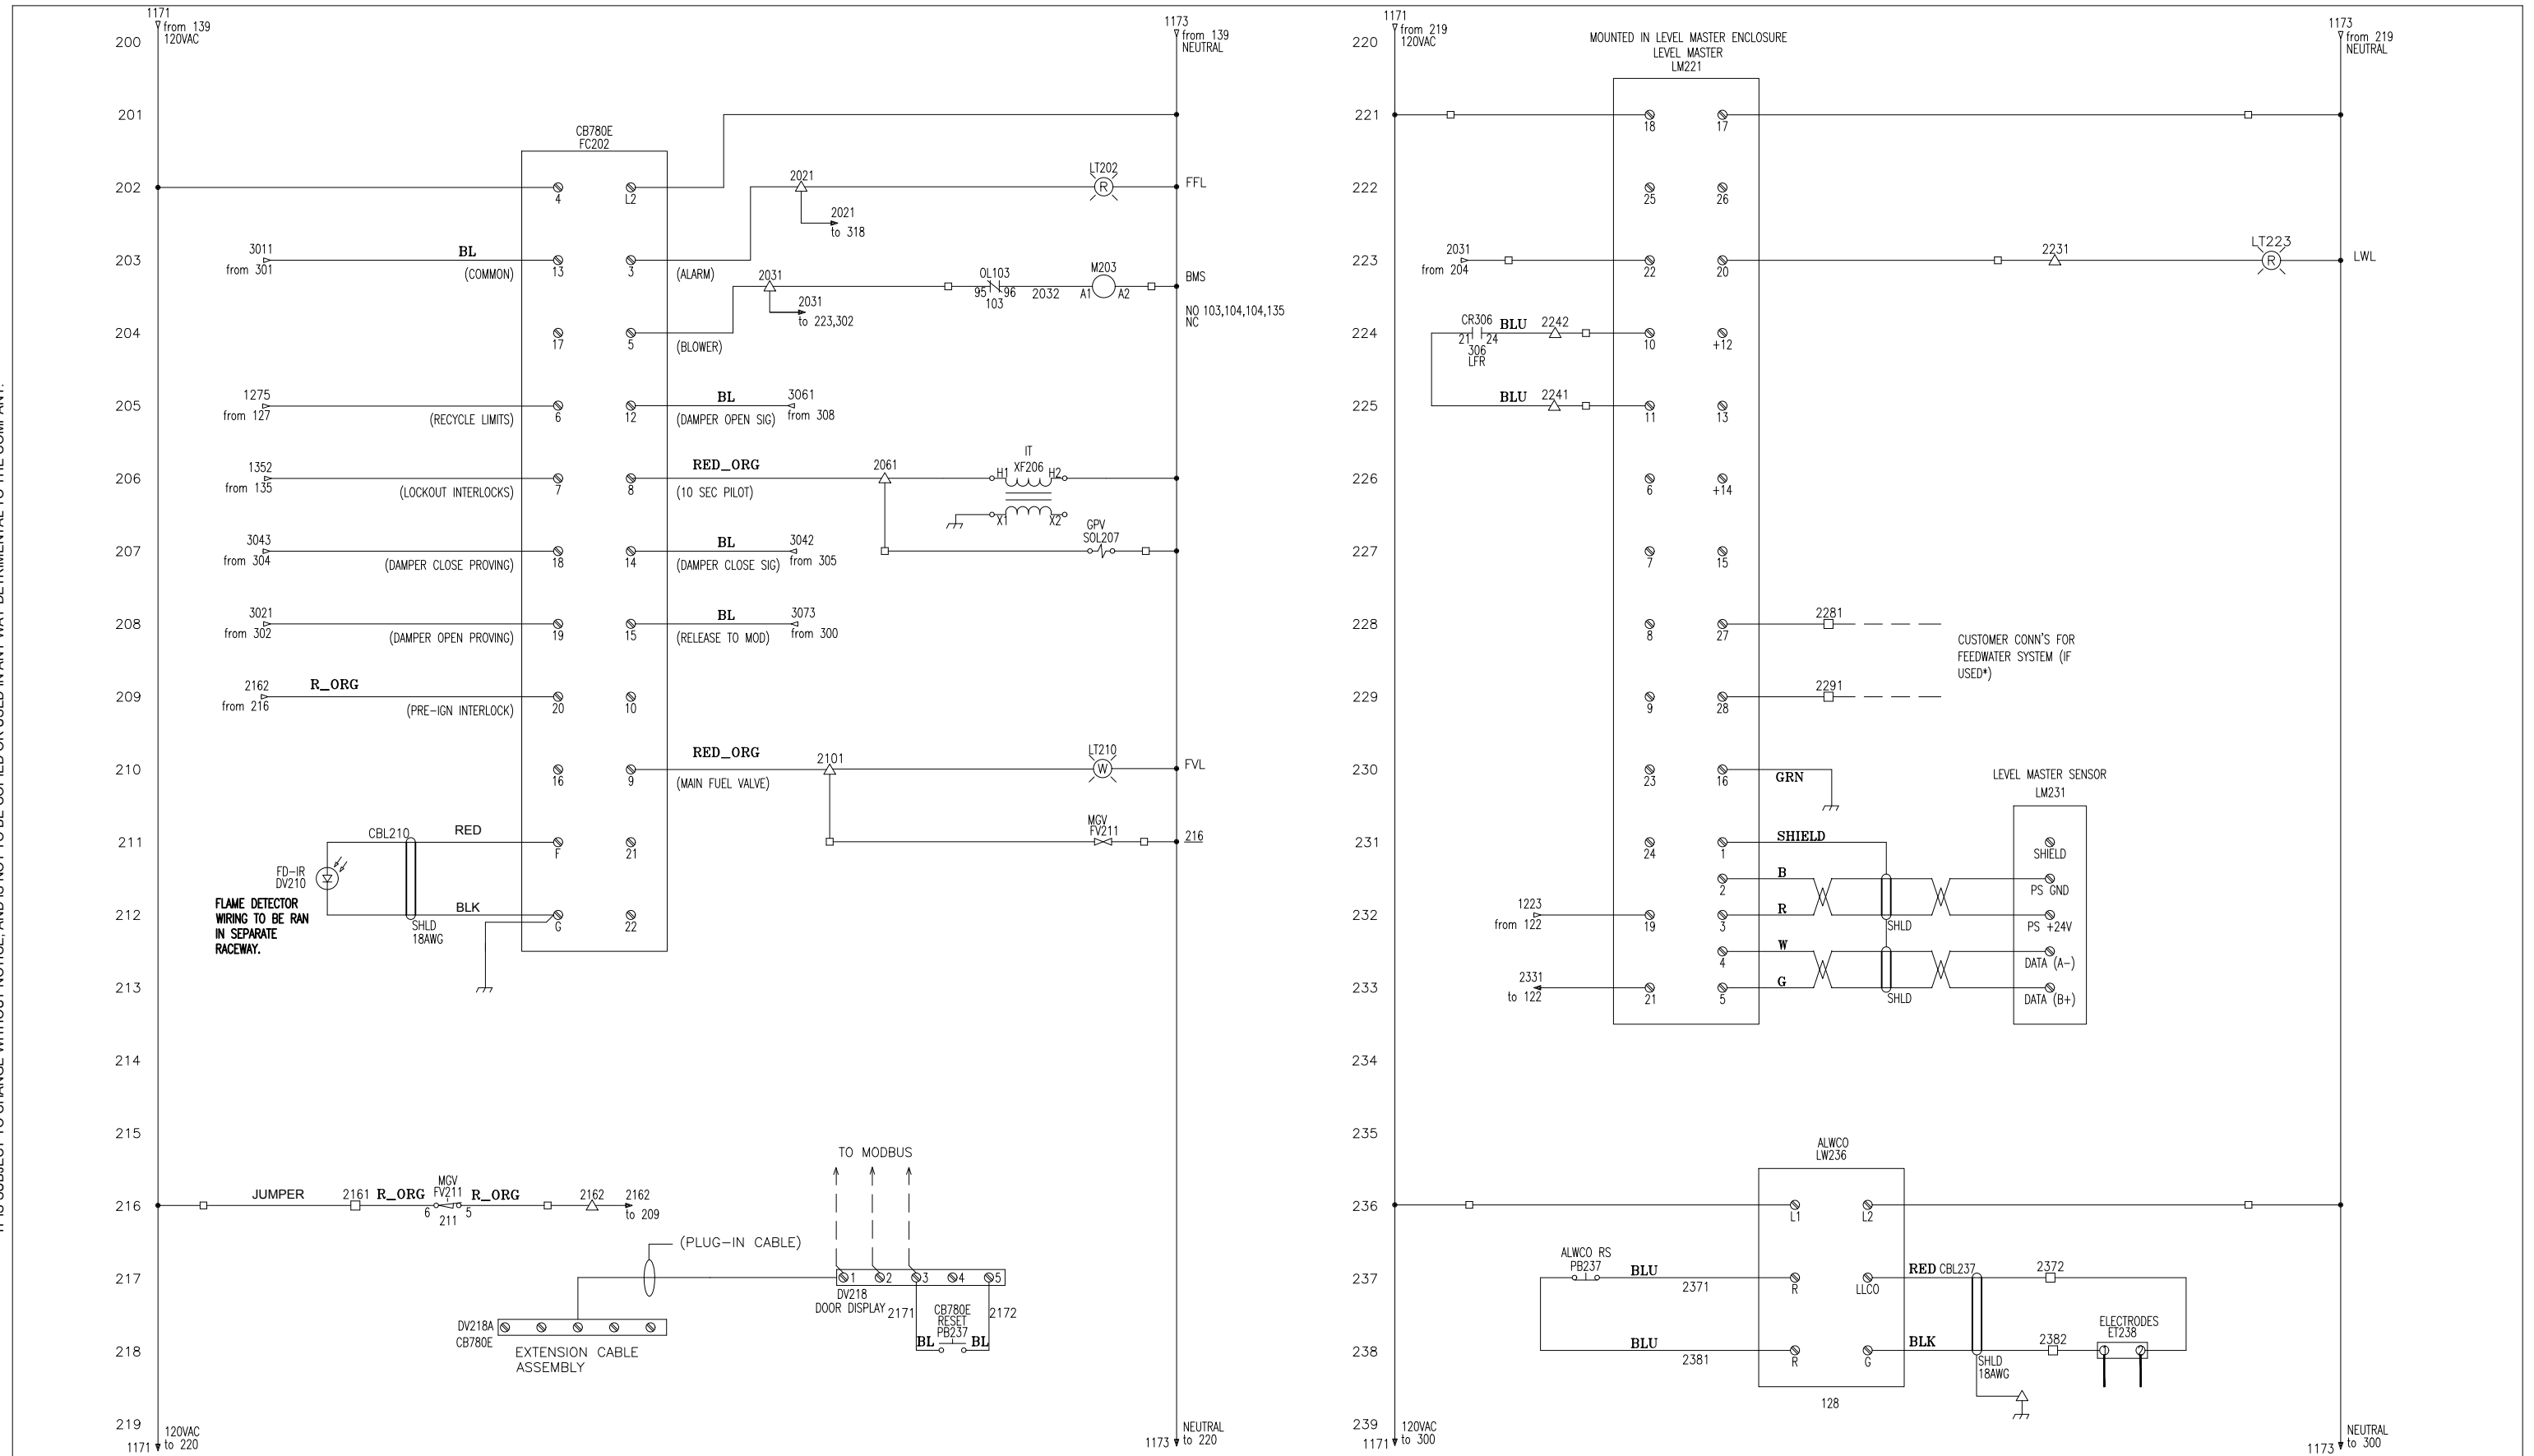 1171
from 139
120VAC
1173
from 139
NEUTRAL
200
201
CB780E
FC202
202
4
L2
2021
LT202
R
FFL
2021
to 318
203
3011
from 301
BL
(COMMON)
13
3
(ALARM)
2031
2031
to 223,302
OL103
95 96
103
2032
M203
A1 A2
BMS
NO 103,104,104,135
NC
204
17
5
(BLOWER)
205
1275
from 127
(RECYCLE LIMITS)
6
12
BL
(DAMPER OPEN SIG)
3061
from 308
206
1352
from 135
(LOCKOUT INTERLOCKS)
7
8
RED_ORG
(10 SEC PILOT)
2061
IT
XF206
H1 H2
X1 X2
207
3043
from 304
(DAMPER CLOSE PROVING)
18
14
BL
(DAMPER CLOSE SIG)
3042
from 305
GPV
SOL207
208
3021
from 302
(DAMPER OPEN PROVING)
19
15
BL
(RELEASE TO MOD)
3073
from 300
209
2162
from 216
R_ORG
(PRE-IGN INTERLOCK)
20
10
210
16
9
RED_ORG
(MAIN FUEL VALVE)
2101
LT210
W
FVL
211
CBL210
RED
F
21
MGV
FV211
216
FD-IR
DV210
FLAME DETECTOR
WIRING TO BE RAN
IN SEPARATE
RACEWAY.
212
BLK
SHLD
18AWG
G
22
213
214
215
TO MODBUS
216
JUMPER
2161
R_ORG
MGV
FV211
6 5
211
R_ORG
2162
2162
to 209
(PLUG-IN CABLE)
217
1 2 3 4 5
DV218
DOOR DISPLAY
2171
CB780E
RESET
PB237
2172
BL BL
DV218A
CB780E
218
EXTENSION CABLE
ASSEMBLY
219
120VAC
1171 to 220
NEUTRAL
1173 to 220
1171
from 219
120VAC
1173
from 219
NEUTRAL
220
MOUNTED IN LEVEL MASTER ENCLOSURE
LEVEL MASTER
LM221
221
18
17
222
25
26
223
2031
from 204
22
20
2231
LT223
R
LWL
224
CR306
21 24
306
LFR
BLU
2242
10
+12
225
BLU
2241
11
13
226
6
+14
227
7
15
228
8
27
2281
CUSTOMER CONN'S FOR
FEEDWATER SYSTEM (IF
USED*)
229
9
28
2291
230
23
16
GRN
LEVEL MASTER SENSOR
LM231
231
24
1
SHIELD
SHIELD
2
B
PS GND
232
1223
from 122
19
3
R
SHLD
PS +24V
4
W
DATA (A-)
233
2331
to 122
21
5
G
SHLD
DATA (B+)
234
235
ALWCO
LW236
236
L1
L2
237
ALWCO RS
PB237
BLU
2371
R
LLCO
RED CBL237
2372
238
BLU
2381
R
G
BLK
2382
ELECTRODES
ET238
1 2
SHLD
18AWG
128
239
120VAC
1171 to 300
NEUTRAL
1173 to 300